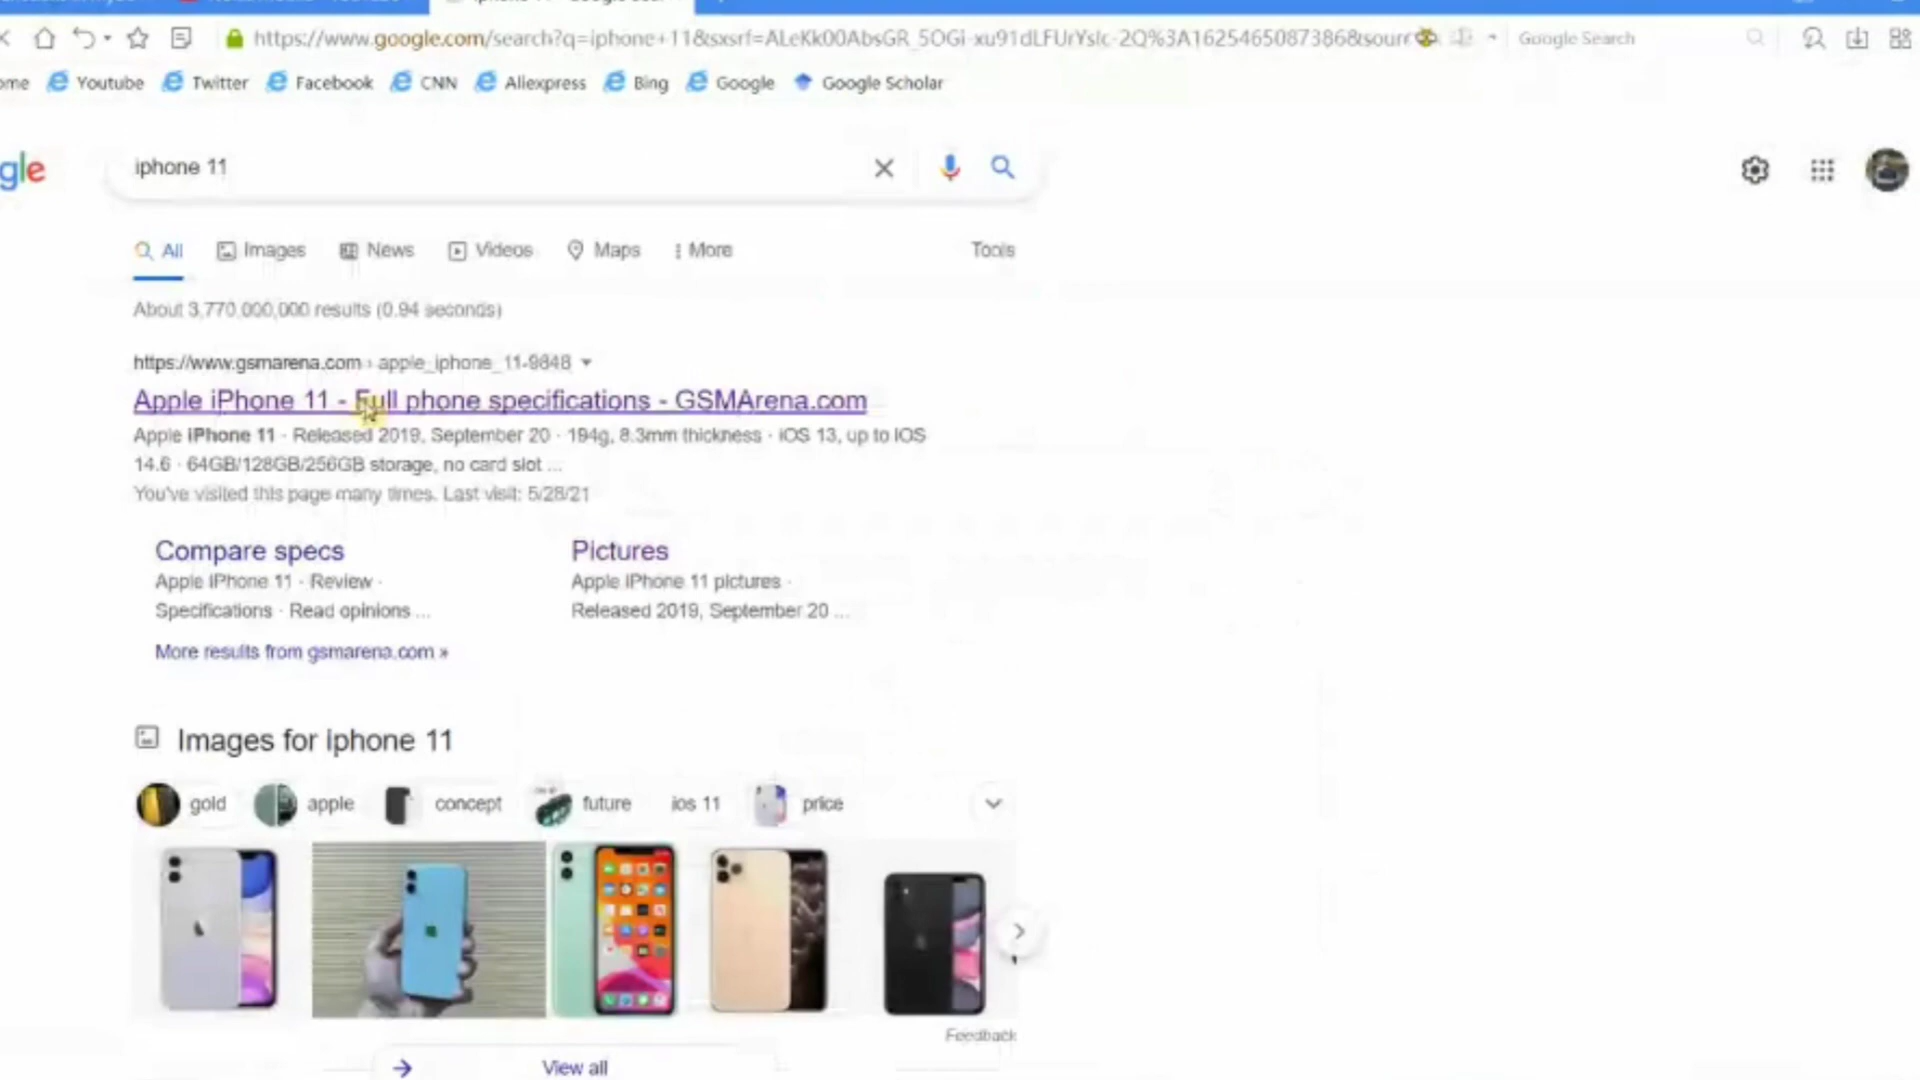 https://www.google.com/search?q=iphone+11&sxsrf=ALeKk00AbsGR_5OGi-xu91dLFUrYslc-2Q%3A1625465087386&sourc
Google Search
ome Youtube Twitter Facebook CNN Aliexpress Bing Google Google Scholar
gle
iphone 11
All Images News Videos Maps More Tools
About 3,770,000,000 results (0.94 seconds)
https://www.gsmarena.com › apple_iphone_11-9848
Apple iPhone 11 - Full phone specifications - GSMArena.com
Apple iPhone 11 · Released 2019, September 20 · 194g, 8.3mm thickness · iOS 13, up to iOS
14.6 · 64GB/128GB/256GB storage, no card slot ...
You've visited this page many times. Last visit: 5/28/21
Compare specs
Apple iPhone 11 · Review ·
Specifications · Read opinions ...
Pictures
Apple iPhone 11 pictures ·
Released 2019, September 20 ...
More results from gsmarena.com »
Images for iphone 11
gold apple concept future ios 11 price
Feedback
View all